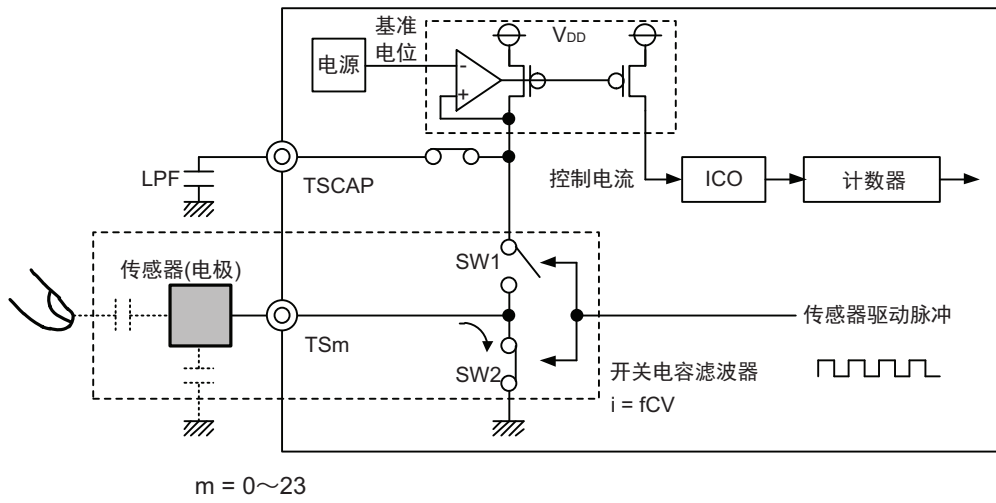 基准
电位
VDD
电源
-
+
LPF
TSCAP
控制电流
ICO
计数器
传感器(电极)
SW1
TSm
传感器驱动脉冲
SW2
开关电容滤波器
i = fCV
m = 0～23